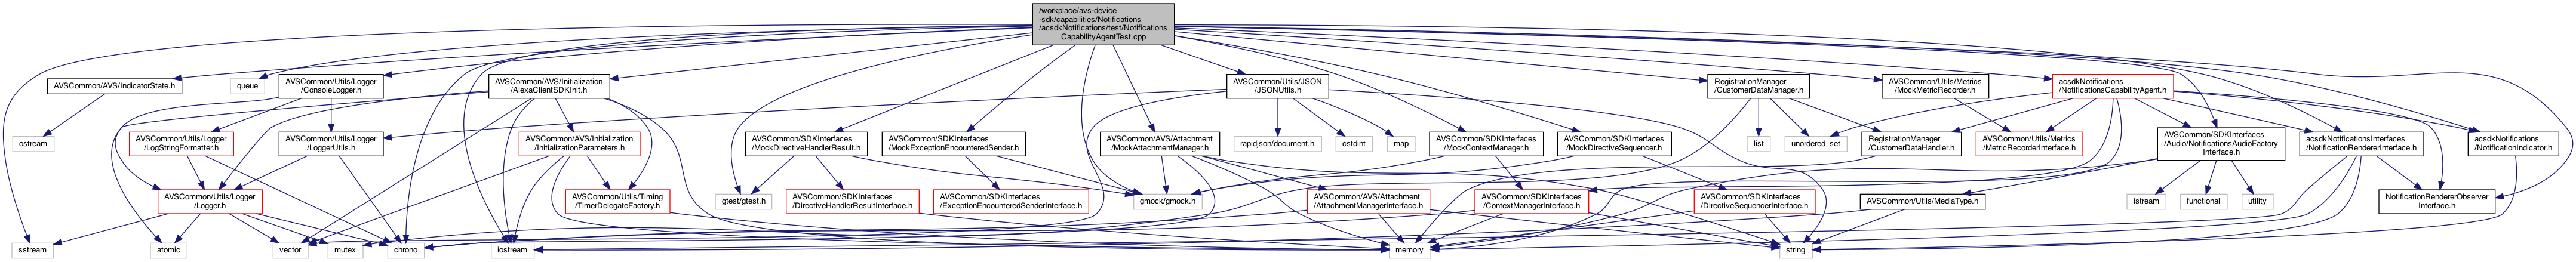 /workplace/avs-device
-sdk/capabilities/Notifications
/acsdkNotifications/test/Notifications
CapabilityAgentTest.cpp
AVSCommon/AVS/IndicatorState.h
queue
AVSCommon/Utils/Logger
/ConsoleLogger.h
AVSCommon/AVS/Initialization
/AlexaClientSDKInit.h
AVSCommon/Utils/JSON
/JSONUtils.h
RegistrationManager
/CustomerDataManager.h
AVSCommon/Utils/Metrics
/MockMetricRecorder.h
acsdkNotifications
/NotificationsCapabilityAgent.h
ostream
AVSCommon/Utils/Logger
/LogStringFormatter.h
AVSCommon/Utils/Logger
/LoggerUtils.h
AVSCommon/AVS/Initialization
/InitializationParameters.h
AVSCommon/SDKInterfaces
/MockDirectiveHandlerResult.h
AVSCommon/SDKInterfaces
/MockExceptionEncounteredSender.h
AVSCommon/AVS/Attachment
/MockAttachmentManager.h
rapidjson/document.h
cstdint
map
AVSCommon/SDKInterfaces
/MockContextManager.h
AVSCommon/SDKInterfaces
/MockDirectiveSequencer.h
list
unordered_set
RegistrationManager
/CustomerDataHandler.h
AVSCommon/Utils/Metrics
/MetricRecorderInterface.h
AVSCommon/SDKInterfaces
/Audio/NotificationsAudioFactory
Interface.h
acsdkNotificationsInterfaces
/NotificationRendererInterface.h
acsdkNotifications
/NotificationIndicator.h
AVSCommon/Utils/Logger
/Logger.h
AVSCommon/Utils/Timing
/TimerDelegateFactory.h
gtest/gtest.h
AVSCommon/SDKInterfaces
/DirectiveHandlerResultInterface.h
AVSCommon/SDKInterfaces
/ExceptionEncounteredSenderInterface.h
gmock/gmock.h
AVSCommon/AVS/Attachment
/AttachmentManagerInterface.h
AVSCommon/SDKInterfaces
/ContextManagerInterface.h
AVSCommon/SDKInterfaces
/DirectiveSequencerInterface.h
AVSCommon/Utils/MediaType.h
istream
functional
utility
NotificationRendererObserver
Interface.h
sstream
atomic
vector
mutex
chrono
iostream
memory
string